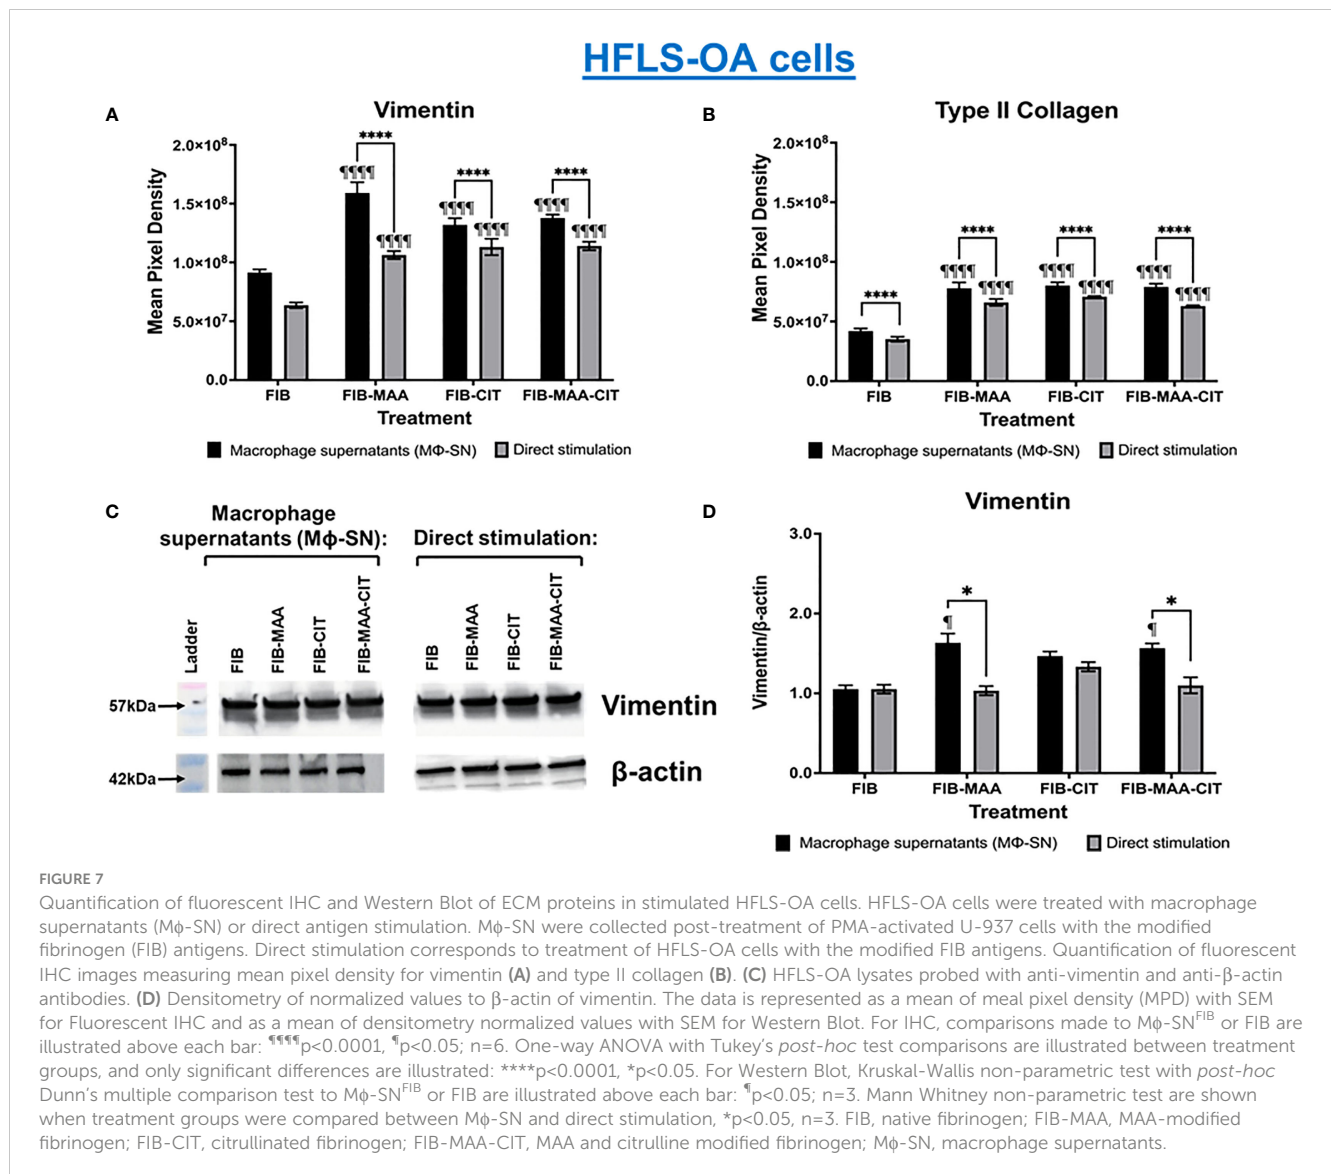 HFLS-OA cells
A
Vimentin
Mean Pixel Density
2.0×10⁸
1.5×10⁸
1.0×10⁸
5.0×10⁷
0.0
****
****
****
¶¶¶¶
¶¶¶¶
¶¶¶¶
¶¶¶¶
¶¶¶¶
¶¶¶¶
FIB FIB-MAA FIB-CIT FIB-MAA-CIT
Treatment
Macrophage supernatants (MΦ-SN) Direct stimulation
B
Type II Collagen
Mean Pixel Density
2.0×10⁸
1.5×10⁸
1.0×10⁸
5.0×10⁷
0.0
****
****
****
****
¶¶¶¶
¶¶¶¶
¶¶¶¶
¶¶¶¶
¶¶¶¶
¶¶¶¶
FIB FIB-MAA FIB-CIT FIB-MAA-CIT
Treatment
Macrophage supernatants (MΦ-SN) Direct stimulation
C
Macrophage
supernatants (Mϕ-SN):
Direct stimulation:
Ladder
FIB
FIB-MAA
FIB-CIT
FIB-MAA-CIT
FIB
FIB-MAA
FIB-CIT
FIB-MAA-CIT
57kDa
Vimentin
42kDa
β-actin
D
Vimentin
Vimentin/β-actin
3.0
2.0
1.0
0.0
*
*
¶
¶
FIB FIB-MAA FIB-CIT FIB-MAA-CIT
Treatment
Macrophage supernatants (MΦ-SN) Direct stimulation
FIGURE 7
Quantification of fluorescent IHC and Western Blot of ECM proteins in stimulated HFLS-OA cells. HFLS-OA cells were treated with macrophage
supernatants (Mϕ-SN) or direct antigen stimulation. Mϕ-SN were collected post-treatment of PMA-activated U-937 cells with the modified
fibrinogen (FIB) antigens. Direct stimulation corresponds to treatment of HFLS-OA cells with the modified FIB antigens. Quantification of fluorescent
IHC images measuring mean pixel density for vimentin (A) and type II collagen (B). (C) HFLS-OA lysates probed with anti-vimentin and anti-β-actin
antibodies. (D) Densitometry of normalized values to β-actin of vimentin. The data is represented as a mean of meal pixel density (MPD) with SEM
for Fluorescent IHC and as a mean of densitometry normalized values with SEM for Western Blot. For IHC, comparisons made to Mϕ-SN^FIB or FIB are
illustrated above each bar: ¶¶¶¶p<0.0001, ¶p<0.05; n=6. One-way ANOVA with Tukey's post-hoc test comparisons are illustrated between treatment
groups, and only significant differences are illustrated: ****p<0.0001, *p<0.05. For Western Blot, Kruskal-Wallis non-parametric test with post-hoc
Dunn's multiple comparison test to Mϕ-SN^FIB or FIB are illustrated above each bar: ¶p<0.05; n=3. Mann Whitney non-parametric test are shown
when treatment groups were compared between Mϕ-SN and direct stimulation, *p<0.05, n=3. FIB, native fibrinogen; FIB-MAA, MAA-modified
fibrinogen; FIB-CIT, citrullinated fibrinogen; FIB-MAA-CIT, MAA and citrulline modified fibrinogen; Mϕ-SN, macrophage supernatants.